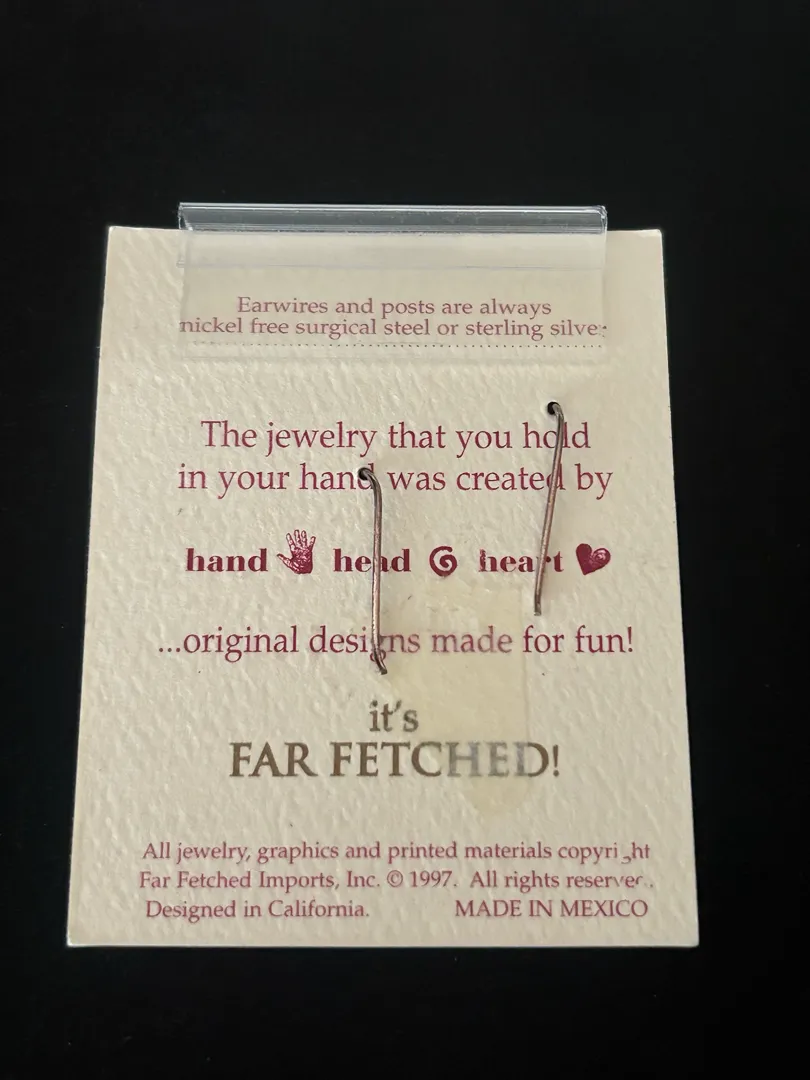 Earwires and posts are always
nickel free surgical steel or sterling silver
The jewelry that you hold
in your hand was created by
hand head heart
...original designs made for fun!
it's
FAR FETCHED!
All jewelry, graphics and printed materials copyright
Far Fetched Imports, Inc. © 1997. All rights reserved.
Designed in California. MADE IN MEXICO